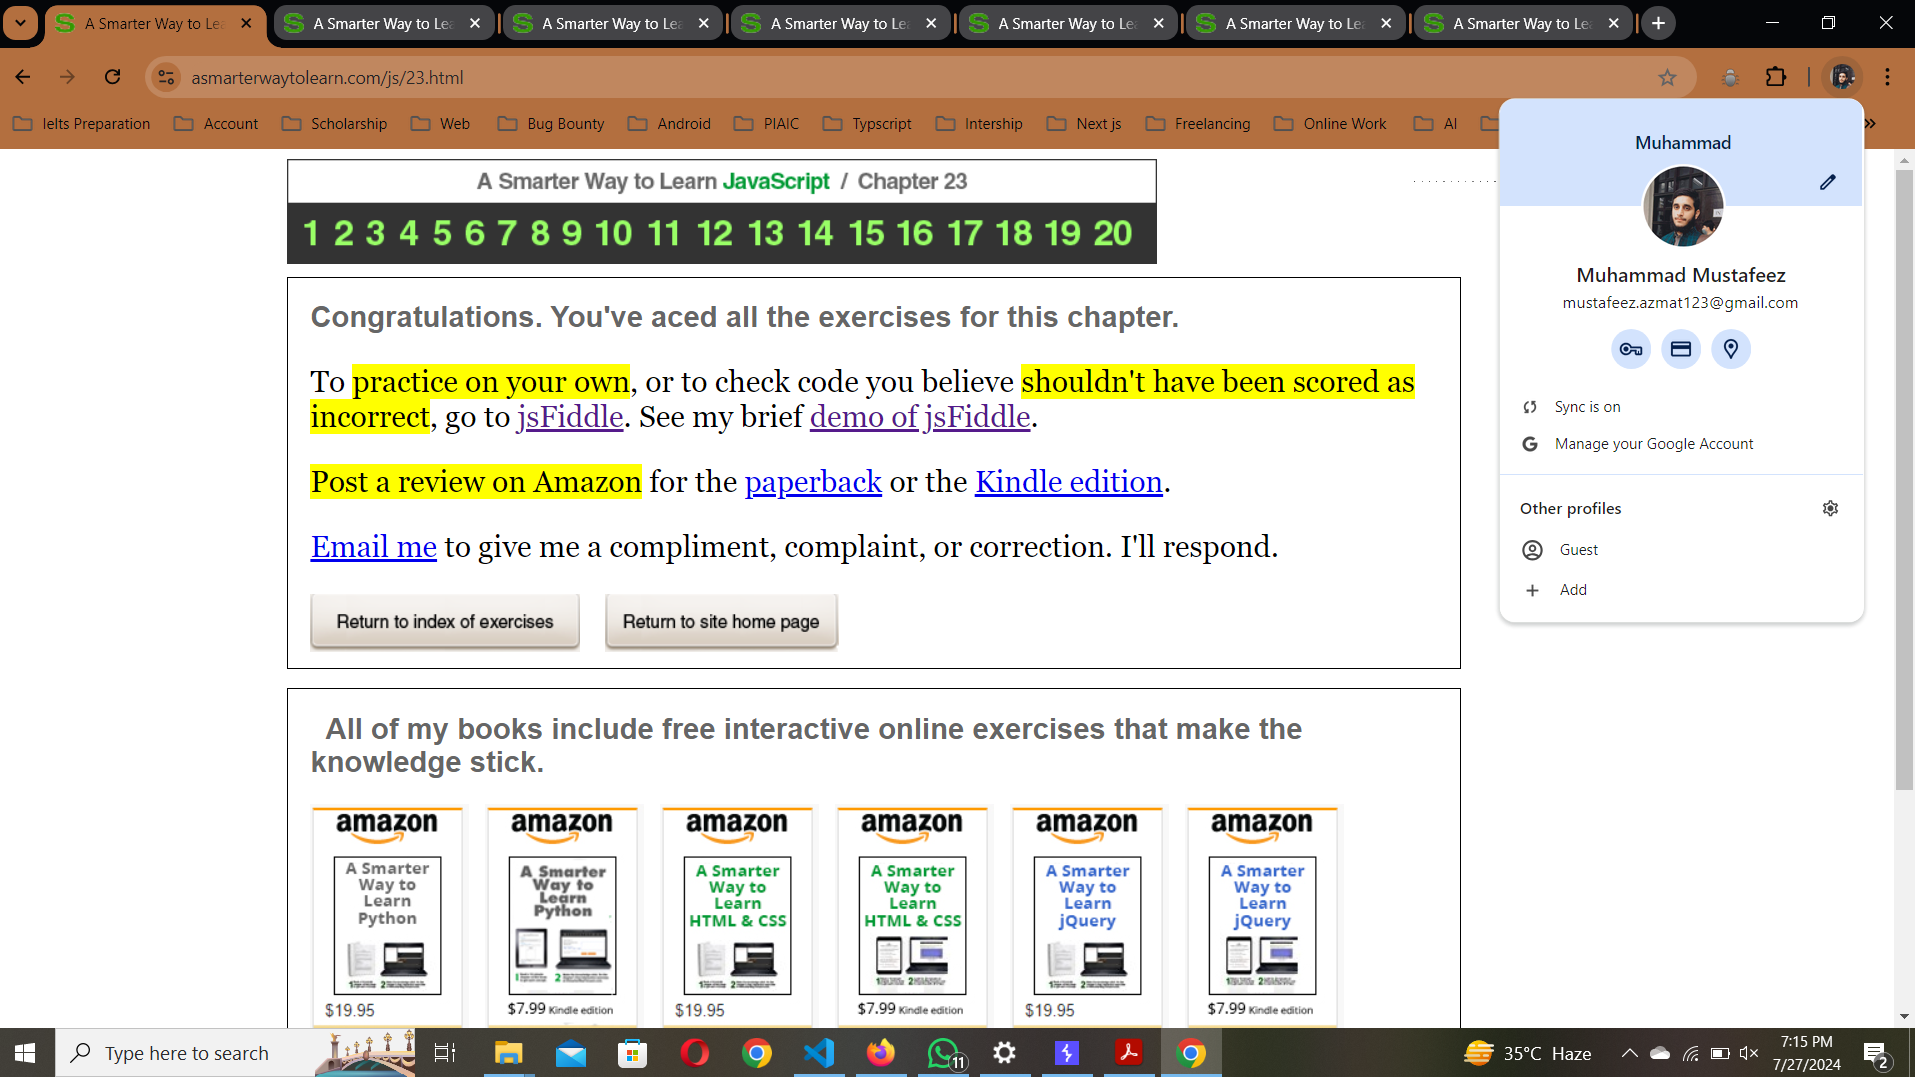 A Smarter Way to Le
A Smarter Way to Le
A Smarter Way to Le
A Smarter Way to Le
A Smarter Way to Le
A Smarter Way to Le
A Smarter Way to Le
asmarterwaytolearn.com/js/23.html
Ielts Preparation Account Scholarship Web Bug Bounty Android PIAIC Typscript Intership Next js Freelancing Online Work AI
A Smarter Way to Learn JavaScript / Chapter 23
1 2 3 4 5 6 7 8 9 10 11 12 13 14 15 16 17 18 19 20
Congratulations. You've aced all the exercises for this chapter.
To practice on your own, or to check code you believe shouldn't have been scored as
incorrect, go to jsFiddle. See my brief demo of jsFiddle.
Post a review on Amazon for the paperback or the Kindle edition.
Email me to give me a compliment, complaint, or correction. I'll respond.
Return to index of exercises
Return to site home page
Muhammad
Muhammad Mustafeez
mustafeez.azmat123@gmail.com
Sync is on
Manage your Google Account
Other profiles
Guest
Add
All of my books include free interactive online exercises that make the
knowledge stick.
amazon
A Smarter
Way to
Learn
Python
$19.95
amazon
A Smarter
Way to
Learn
Python
$7.99 Kindle edition
amazon
A Smarter
Way to
Learn
HTML & CSS
$19.95
amazon
A Smarter
Way to
Learn
HTML & CSS
$7.99 Kindle edition
amazon
A Smarter
Way to
Learn
jQuery
$19.95
amazon
A Smarter
Way to
Learn
jQuery
$7.99 Kindle edition
Type here to search
11
35°C Haze
7:15 PM
7/27/2024
2